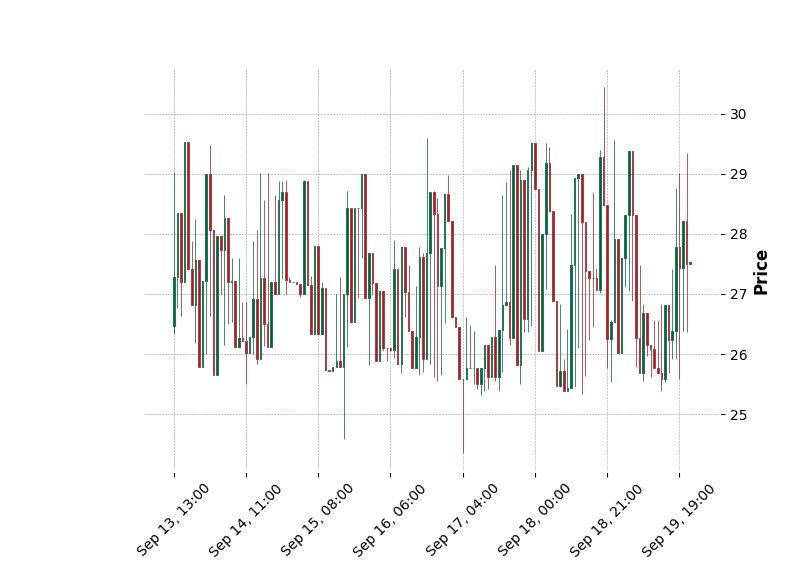 30
29
28
27
26
25
Price
Sep 13, 13:00
Sep 14, 11:00
Sep 15, 08:00
Sep 16, 06:00
Sep 17, 04:00
Sep 18, 00:00
Sep 18, 21:00
Sep 19, 19:00